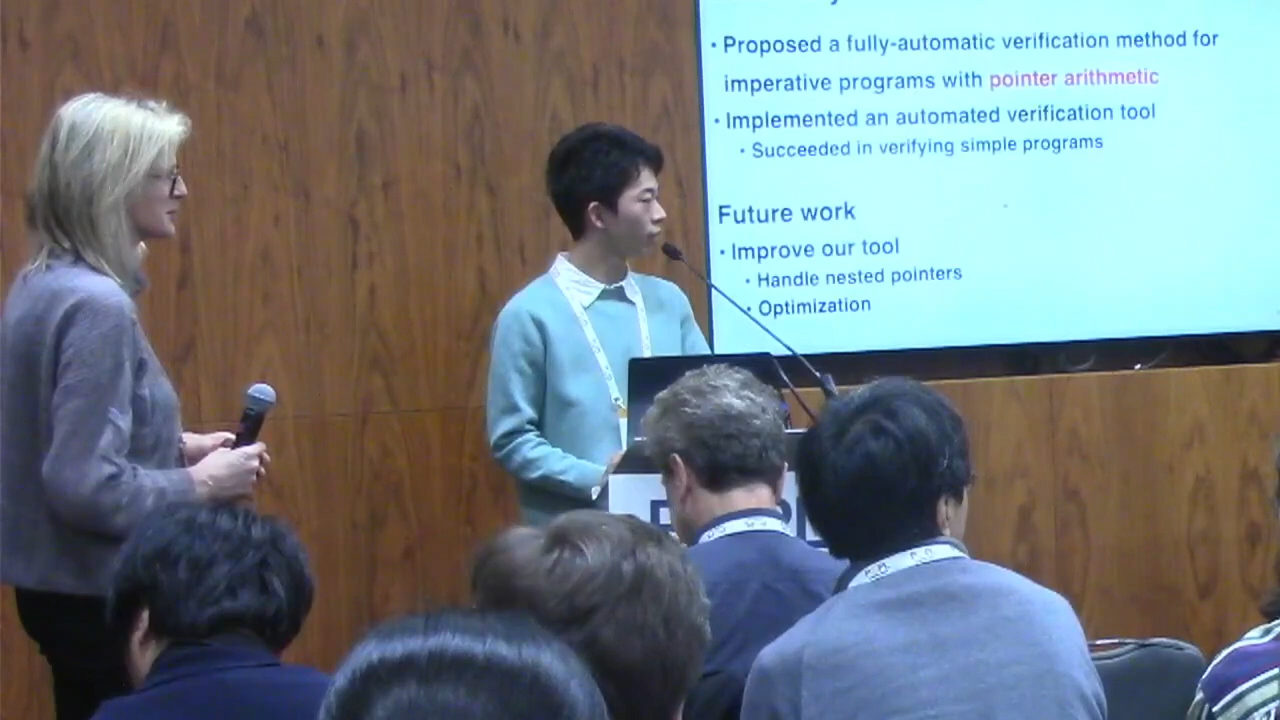 • Proposed a fully-automatic verification method for
imperative programs with pointer arithmetic
• Implemented an automated verification tool
• Succeeded in verifying simple programs
Future work
• Improve our tool
• Handle nested pointers
• Optimization